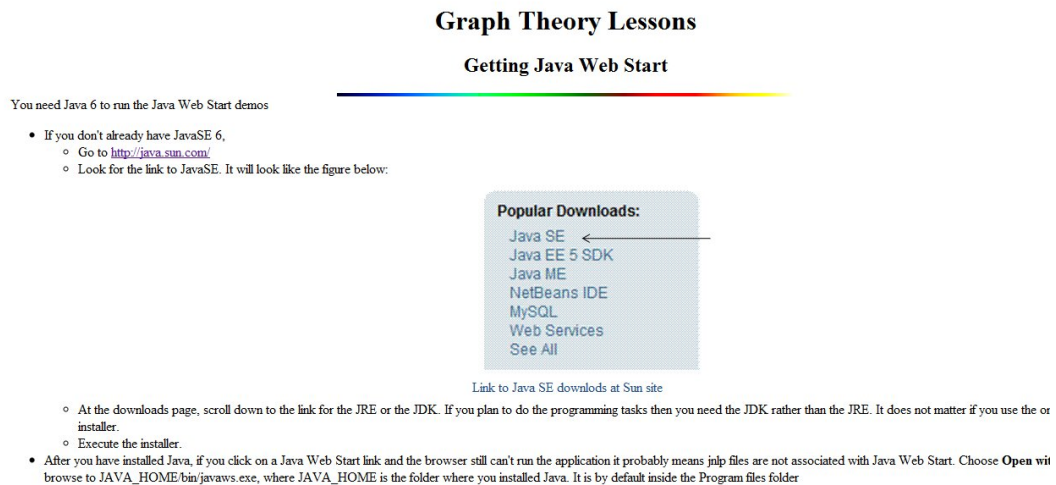 Graph Theory Lessons
Getting Java Web Start
You need Java 6 to run the Java Web Start demos
If you don't already have JavaSE 6,
Go to http://java.sun.com/
Look for the link to JavaSE. It will look like the figure below:
Popular Downloads:
Java SE
Java EE 5 SDK
Java ME
NetBeans IDE
MySQL
Web Services
See All
Link to Java SE downlods at Sun site
At the downloads page, scroll down to the link for the JRE or the JDK. If you plan to do the programming tasks then you need the JDK rather than the JRE. It does not matter if you use the
installer.
Execute the installer.
After you have installed Java, if you click on a Java Web Start link and the browser still can't run the application it probably means jnlp files are not associated with Java Web Start. Choose Open
browse to JAVA_HOME/bin/javaws.exe, where JAVA_HOME is the folder where you installed Java. It is by default inside the Program files folder